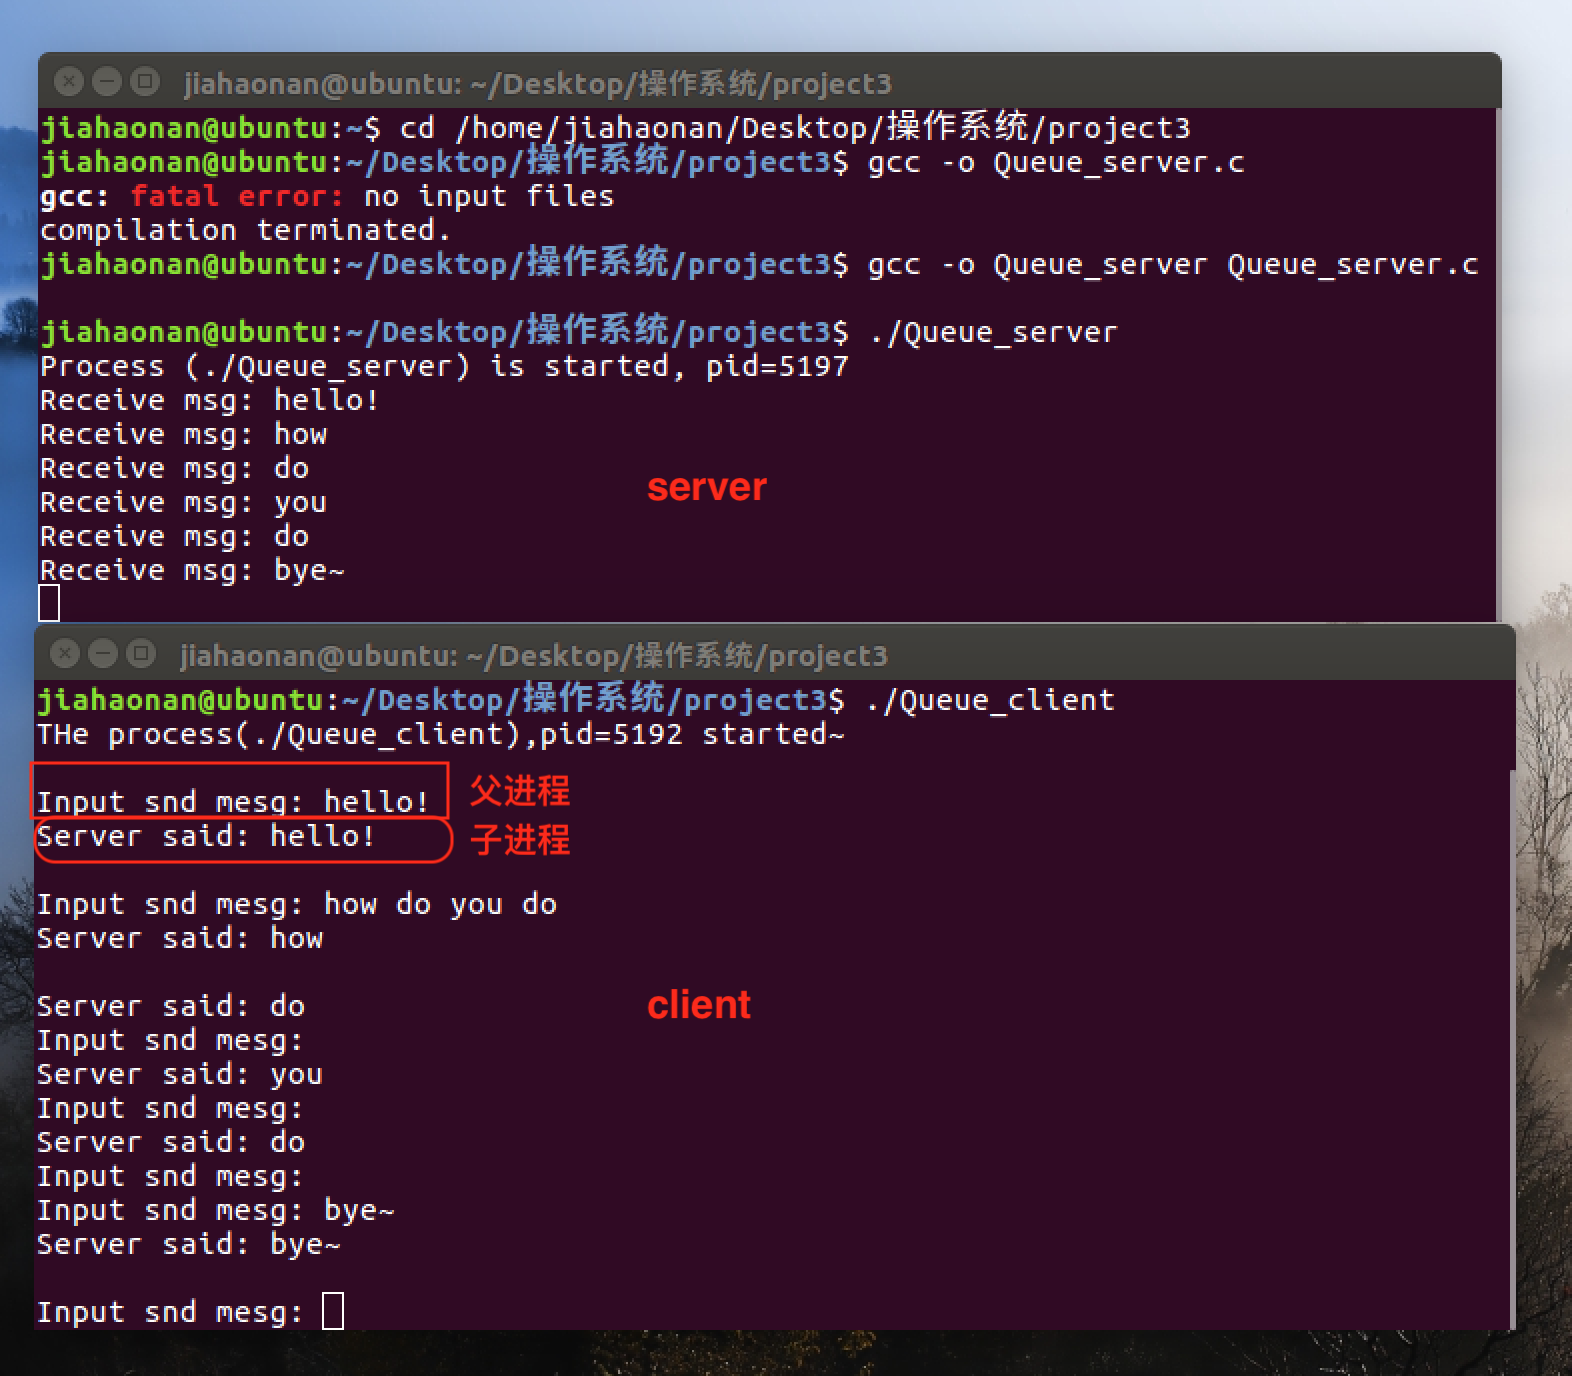 jiahaonan@ubuntu: ~/Desktop/操作系统/project3
jiahaonan@ubuntu:~$ cd /home/jiahaonan/Desktop/操作系统/project3
jiahaonan@ubuntu:~/Desktop/操作系统/project3$ gcc -o Queue_server.c
gcc: fatal error: no input files
compilation terminated.
jiahaonan@ubuntu:~/Desktop/操作系统/project3$ gcc -o Queue_server Queue_server.c
jiahaonan@ubuntu:~/Desktop/操作系统/project3$ ./Queue_server
Process (./Queue_server) is started, pid=5197
Receive msg: hello!
Receive msg: how
Receive msg: do
server
Receive msg: you
Receive msg: do
Receive msg: bye~
jiahaonan@ubuntu: ~/Desktop/操作系统/project3
jiahaonan@ubuntu:~/Desktop/操作系统/project3$ ./Queue_client
THe process(./Queue_client),pid=5192 started~
Input snd mesg: hello! 父进程
Server said: hello! 子进程
Input snd mesg: how do you do
Server said: how
Server said: do
client
Input snd mesg:
Server said: you
Input snd mesg:
Server said: do
Input snd mesg:
Input snd mesg: bye~
Server said: bye~
Input snd mesg: